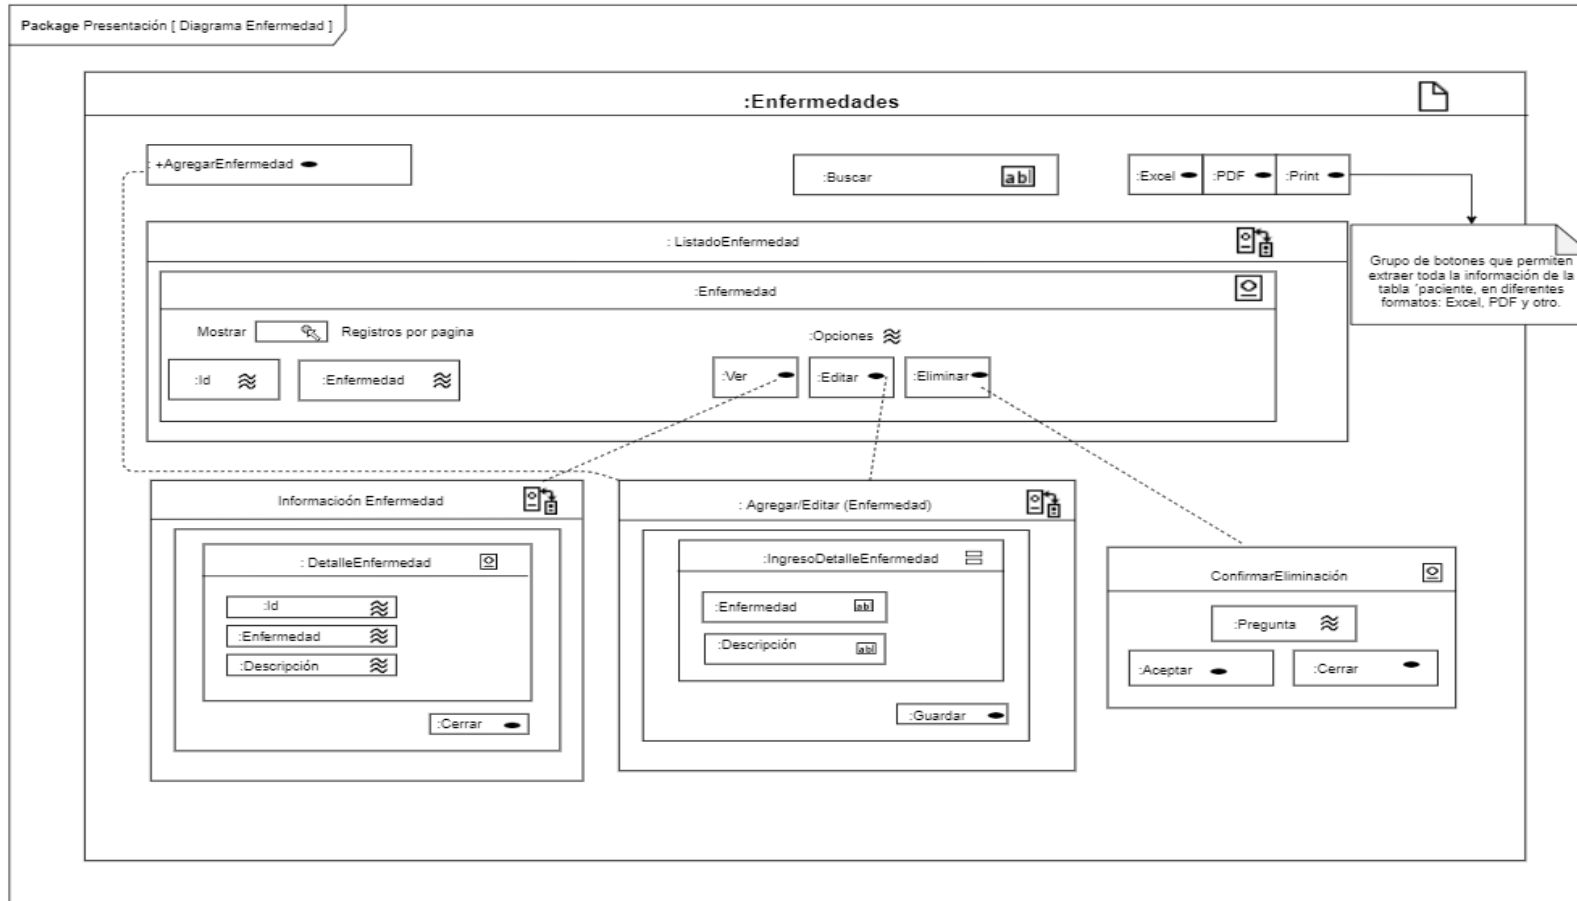 Package Presentación [ Diagrama Enfermedad ]
:Enfermedades
: +AgregarEnfermedad
:Buscar
abl
:Excel
:PDF
:Print
: ListadoEnfermedad
Grupo de botones que permiten
extraer toda la información de la
tabla ´paciente, en diferentes
formatos: Excel, PDF y otro.
:Enfermedad
Mostrar
Registros por pagina
:Opciones
:Id
:Enfermedad
:Ver
:Editar
:Eliminar
Informacioón Enfermedad
: Agregar/Editar (Enfermedad)
: DetalleEnfermedad
:IngresoDetalleEnfermedad
ConfirmarEliminación
:Id
:Enfermedad
:Descripción
:Cerrar
:Enfermedad
abl
:Descripción
abl
:Guardar
:Pregunta
:Aceptar
:Cerrar